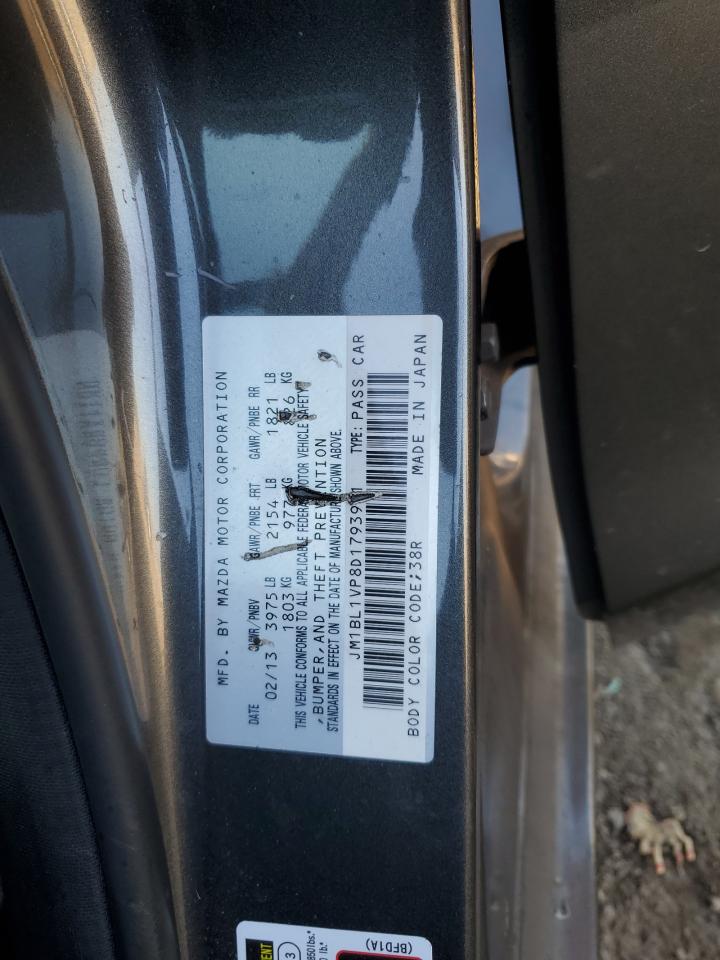 MFD. BY MAZDA MOTOR CORPORATION
DATE GVWR/PNBV GAWR/PNBE FRT GAWR/PNBE RR
02/13 3975 LB 2154 LB 1821 LB
1803 KG KG KG
THIS VEHICLE CONFORMS TO ALL APPLICABLE FEDERAL MOTOR VEHICLE SAFETY
,BUMPER, AND THEFT PREVENTION
STANDARDS IN EFFECT ON THE DATE OF MANUFACTURE SHOWN ABOVE.
TYPE: PASS CAR
BODY COLOR CODE:38R MADE IN JAPAN
(BFD1A)